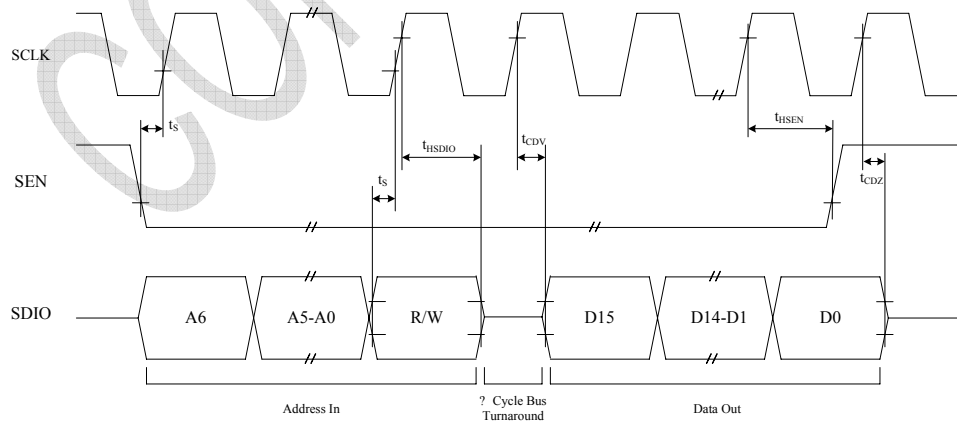 SCLK
tS
tHSDIO
tCDV
tHSEN
SEN
tS
tCDZ
SDIO
A6
A5-A0
R/W
D15
D14-D1
D0
Address In
? Cycle Bus
Turnaround
Data Out